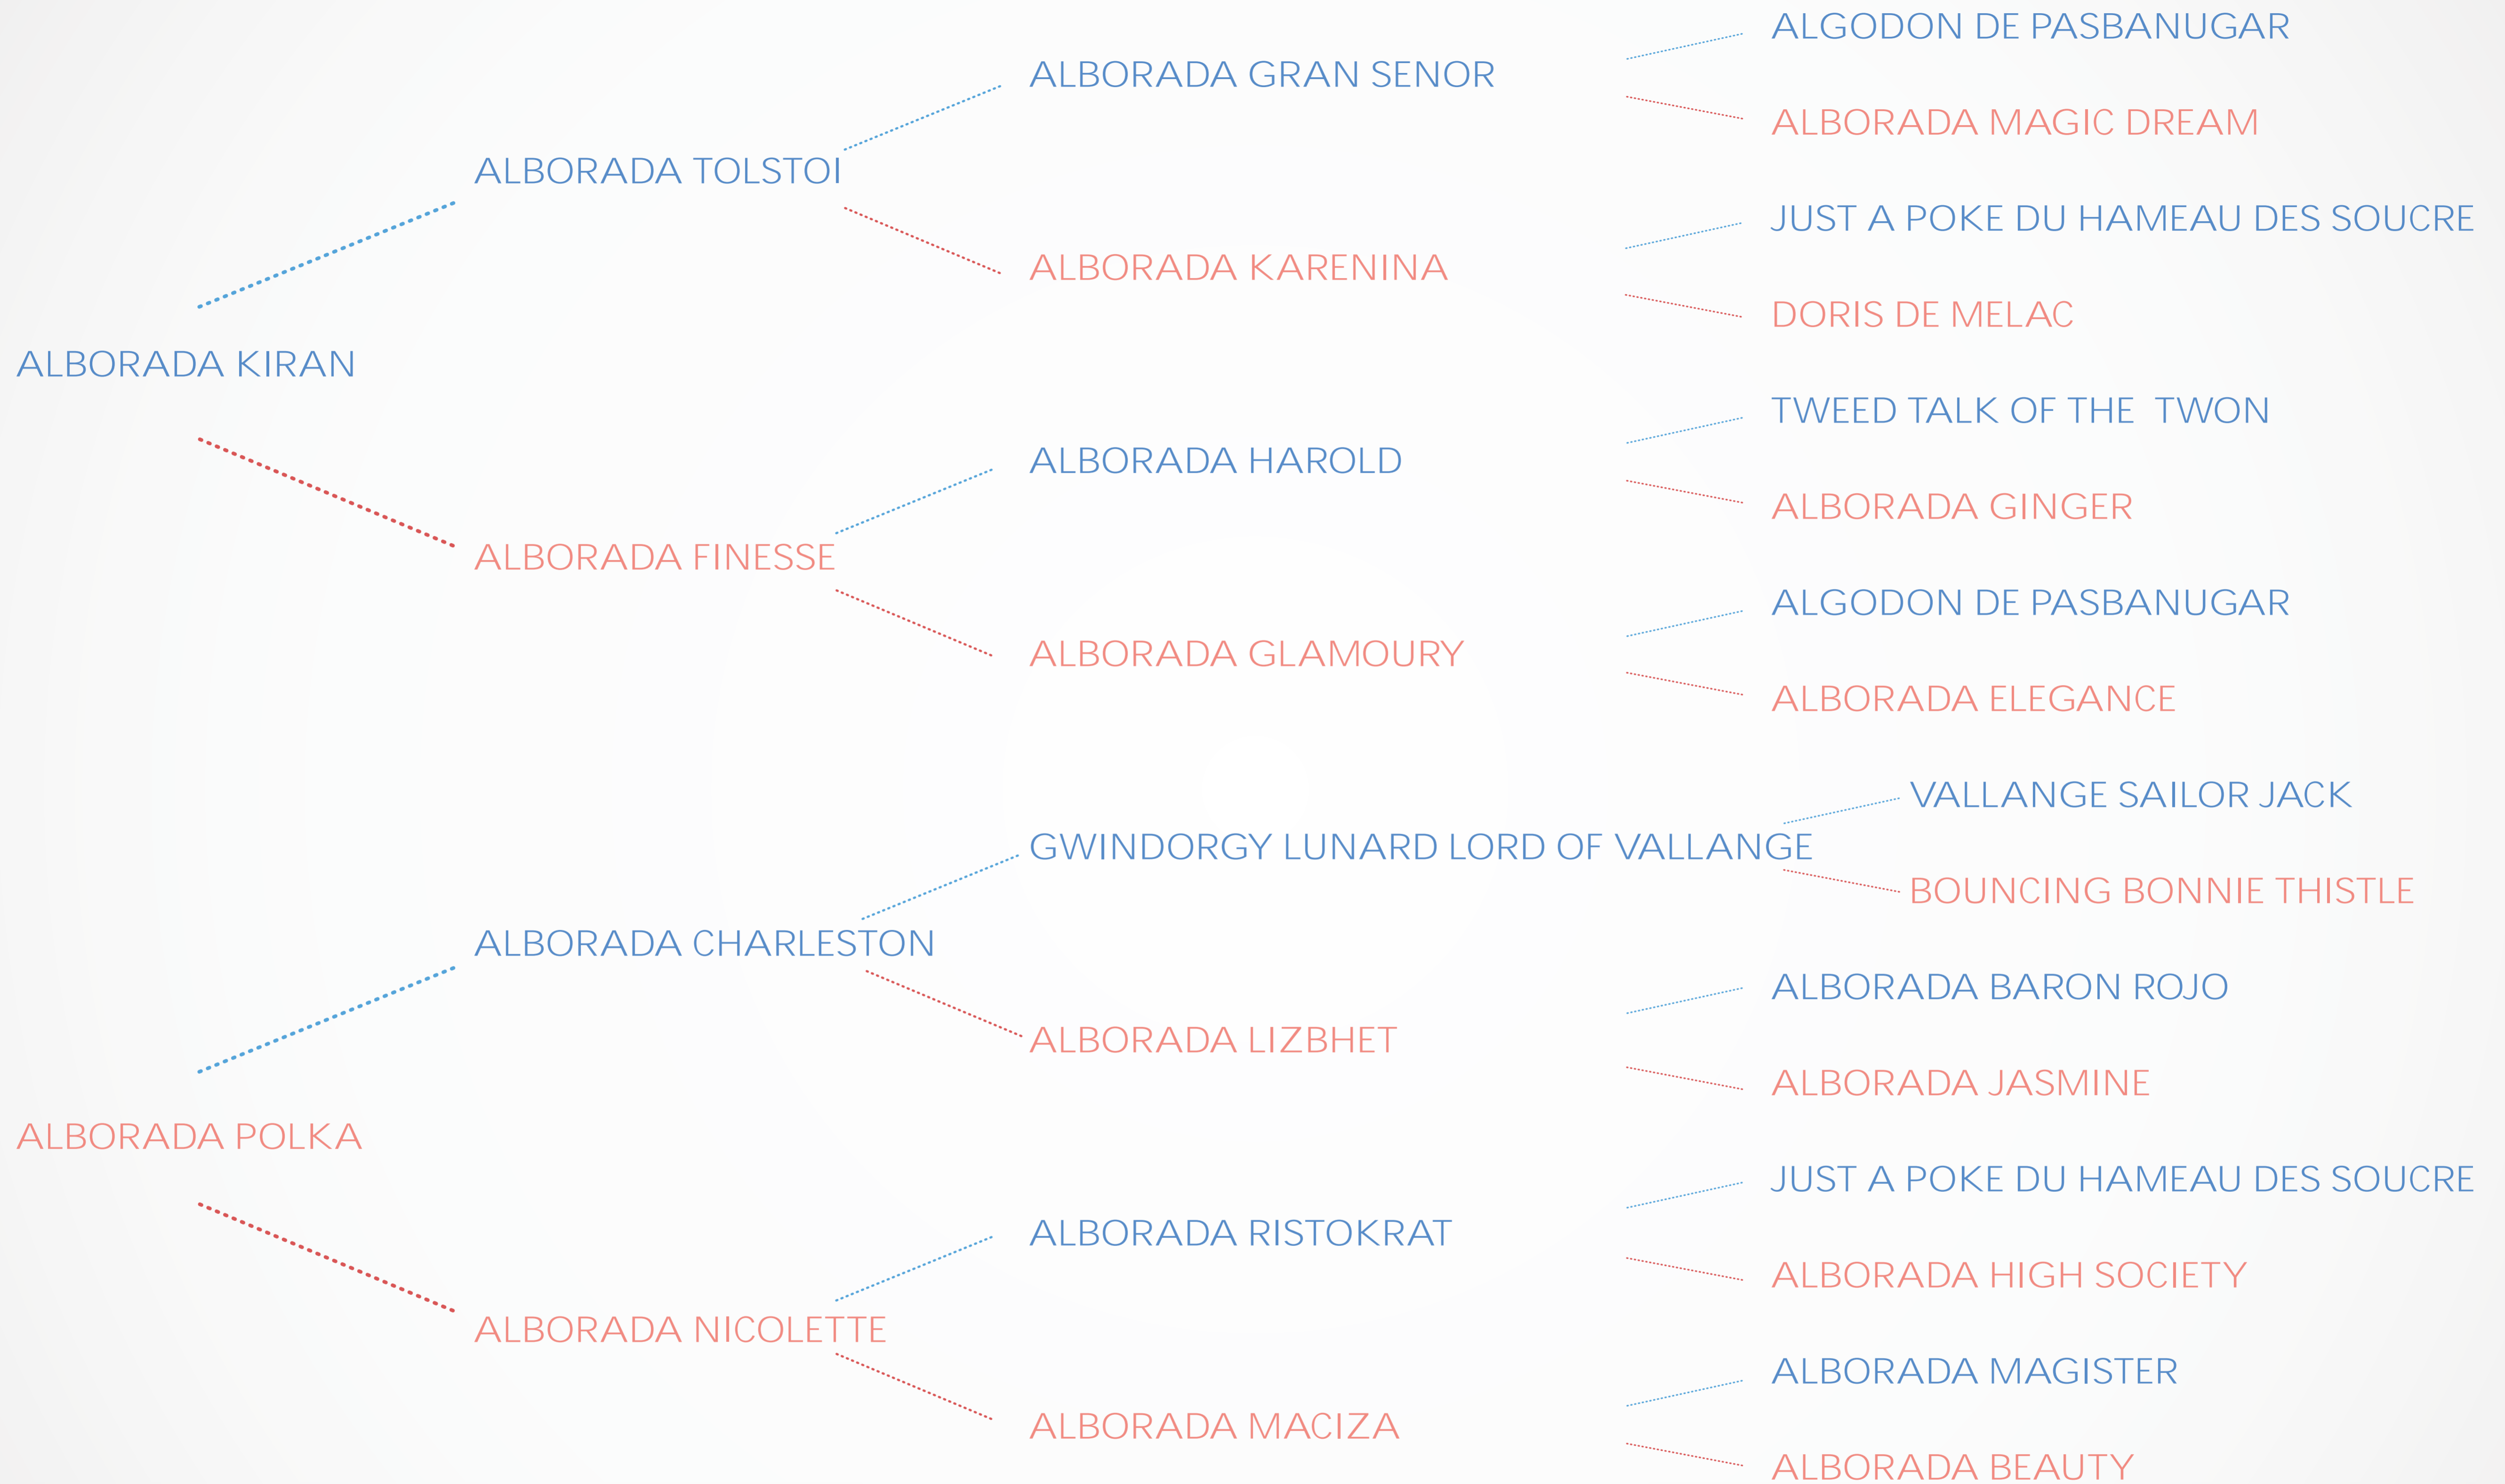 ALGODON DE PASBANUGAR
ALBORADA GRAN SENOR
ALBORADA MAGIC DREAM
ALBORADA TOLSTOI
JUST A POKE DU HAMEAU DES SOUCRE
ALBORADA KARENINA
DORIS DE MELAC
ALBORADA KIRAN
TWEED TALK OF THE  TWON
ALBORADA HAROLD
ALBORADA GINGER
ALBORADA FINESSE
ALGODON DE PASBANUGAR
ALBORADA GLAMOURY
ALBORADA ELEGANCE
VALLANGE SAILOR JACK
GWINDORGY LUNARD LORD OF VALLANGE
BOUNCING BONNIE THISTLE
ALBORADA CHARLESTON
ALBORADA BARON ROJO
ALBORADA LIZBHET
ALBORADA JASMINE
ALBORADA POLKA
JUST A POKE DU HAMEAU DES SOUCRE
ALBORADA RISTOKRAT
ALBORADA HIGH SOCIETY
ALBORADA NICOLETTE
ALBORADA MAGISTER
ALBORADA MACIZA
ALBORADA BEAUTY